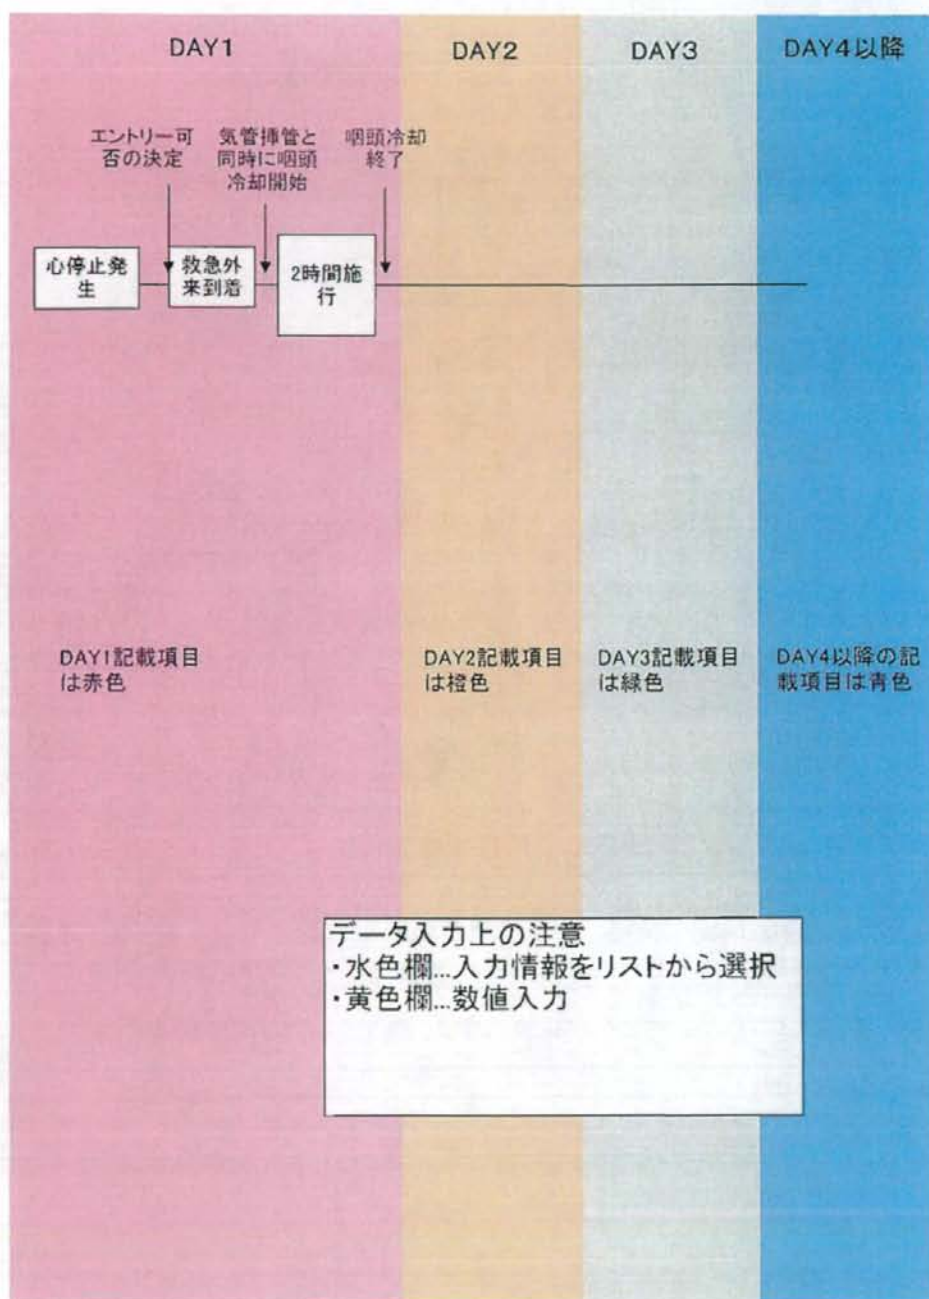 DAY1
DAY2
DAY3
DAY4以降
エントリー可
否の決定
気管挿管と
同時に咽頭
冷却開始
咽頭冷却
終了
心停止発
生
救急外
来到着
2時間施
行
DAY1記載項目
は赤色
DAY2記載項目
は橙色
DAY3記載項目
は緑色
DAY4以降の記
載項目は青色
データ入力上の注意
・水色欄...入力情報をリストから選択
・黄色欄...数値入力